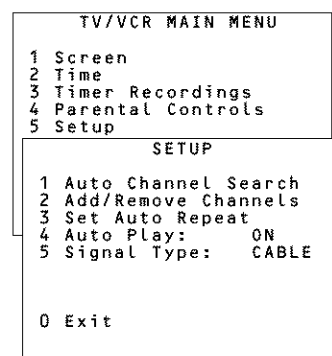 TV/VCR MAIN MENU
1 Screen
2 Time
3 Timer Recordings
4 Parental Controls
5 Setup
SETUP
1 Auto Channel Search
2 Add/Remove Channels
3 Set Auto Repeat
4 Auto Play: ON
5 Signal Type: CABLE
0 Exit